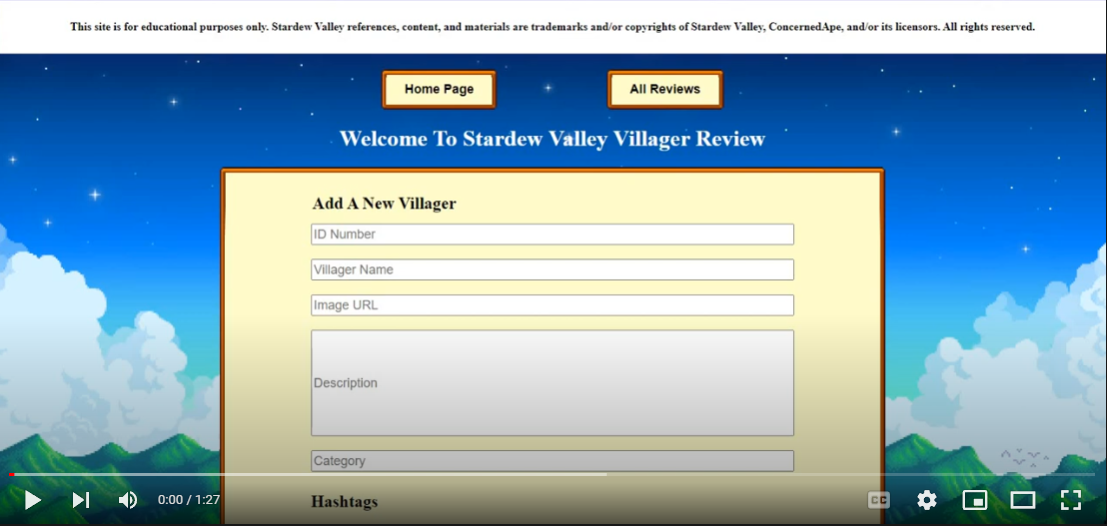 This site is for educational purposes only. Stardew Valley references, content, and materials are trademarks and/or copyrights of Stardew Valley, ConcernedApe, and/or its licensors. All rights reserved.
Home Page All Reviews
Welcome To Stardew Valley Villager Review
Add A New Villager
ID Number
Villager Name
Image URL
Description
Category
Hashtags
0:00 / 1:27 CC